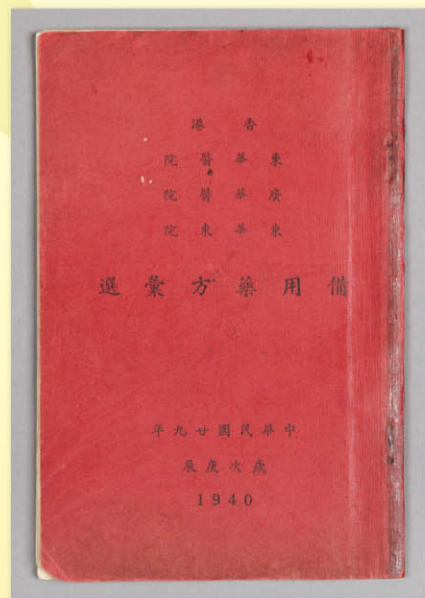 香港
東華醫院
廣華醫院
東華東院
備用藥方彙選
中華民國廿九年
歲次庚辰
1940